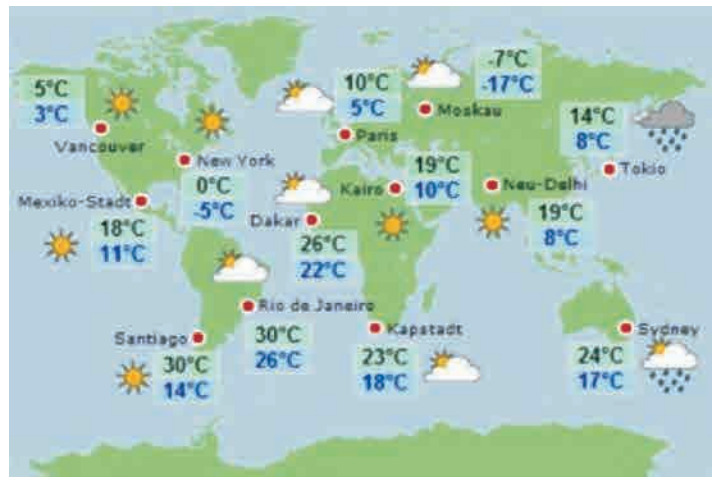 -7°C
-17°C
5°C
3°C
10°C
5°C
Moskau
14°C
8°C
Vancouver
Paris
New York
19°C
10°C
Tokio
Kairo
Neu-Delhi
Mexiko-Stadt
0°C
-5°C
18°C
11°C
Dakar
26°C
22°C
19°C
8°C
Rio de Janeiro
30°C
26°C
Santiago
30°C
14°C
Kapstadt
23°C
18°C
Sydney
24°C
17°C